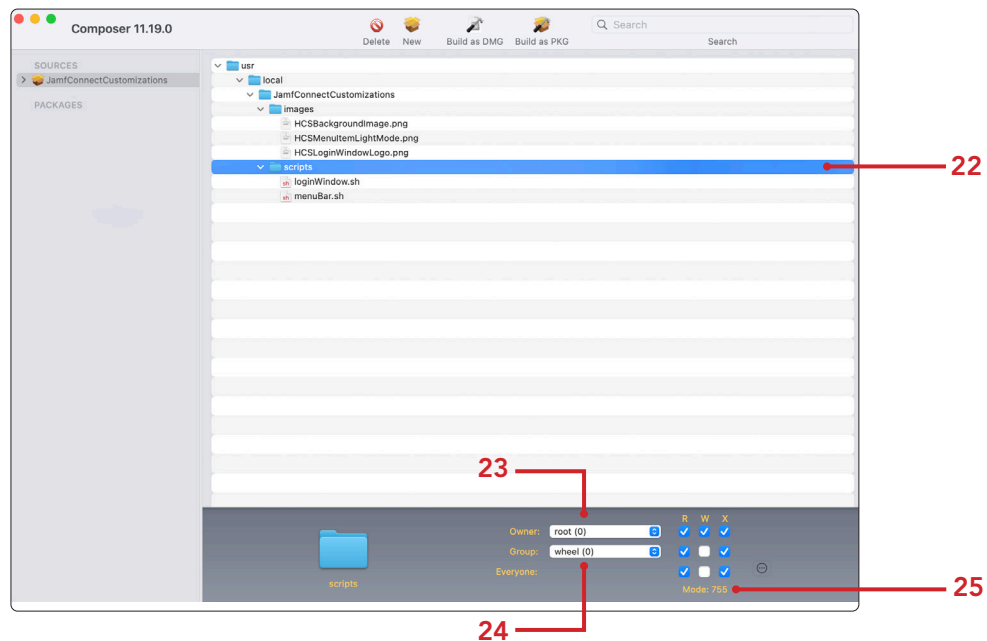 Composer 11.19.0
Delete New Build as DMG Build as PKG
Search
Search
SOURCES
JamfConnectCustomizations
PACKAGES
usr
local
JamfConnectCustomizations
images
HCSBackgroundImage.png
HCSMenuItemLightMode.png
HCSLoginWindowLogo.png
scripts
22
sh loginWindow.sh
sh menuBar.sh
23
R W X
Owner: root (0)
Group: wheel (0)
Everyone:
scripts
Mode: 755
25
24